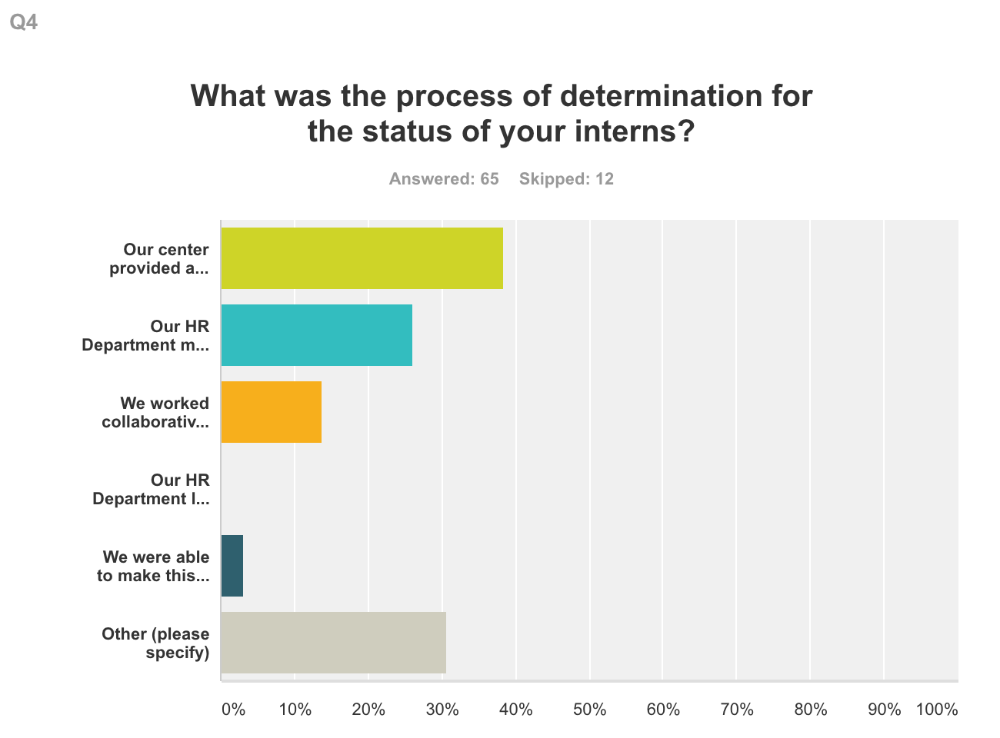 Q4
What was the process of determination for
the status of your interns?
Answered: 65 Skipped: 12
Our center
provided a...
Our HR
Department m...
We worked
collaborativ...
Our HR
Department l...
We were able
to make this...
Other (please
specify)
0% 10% 20% 30% 40% 50% 60% 70% 80% 90% 100%